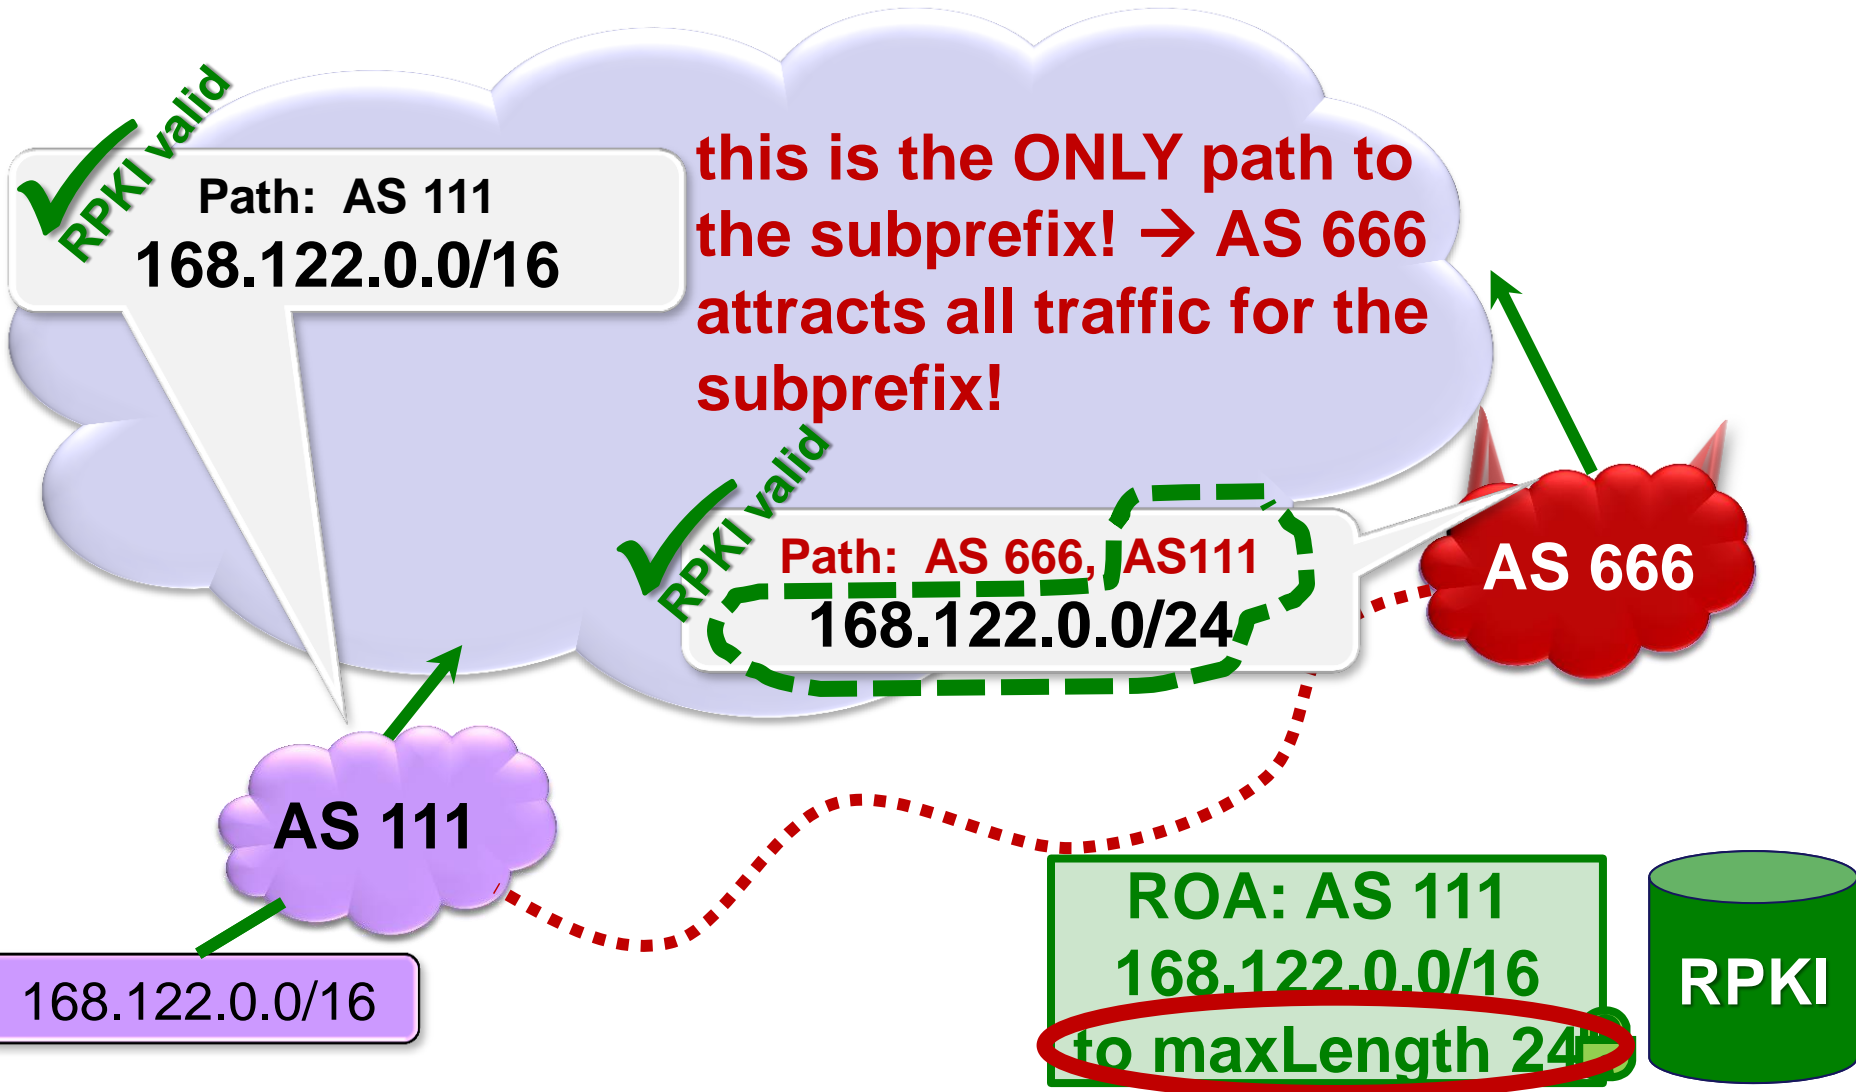 RPKI valid
Path: AS 111
168.122.0.0/16
this is the ONLY path to
the subprefix! → AS 666
attracts all traffic for the
subprefix!
RPKI valid
Path: AS 666, AS111
168.122.0.0/24
AS 666
AS 111
168.122.0.0/16
ROA: AS 111
168.122.0.0/16
to maxLength 24
RPKI